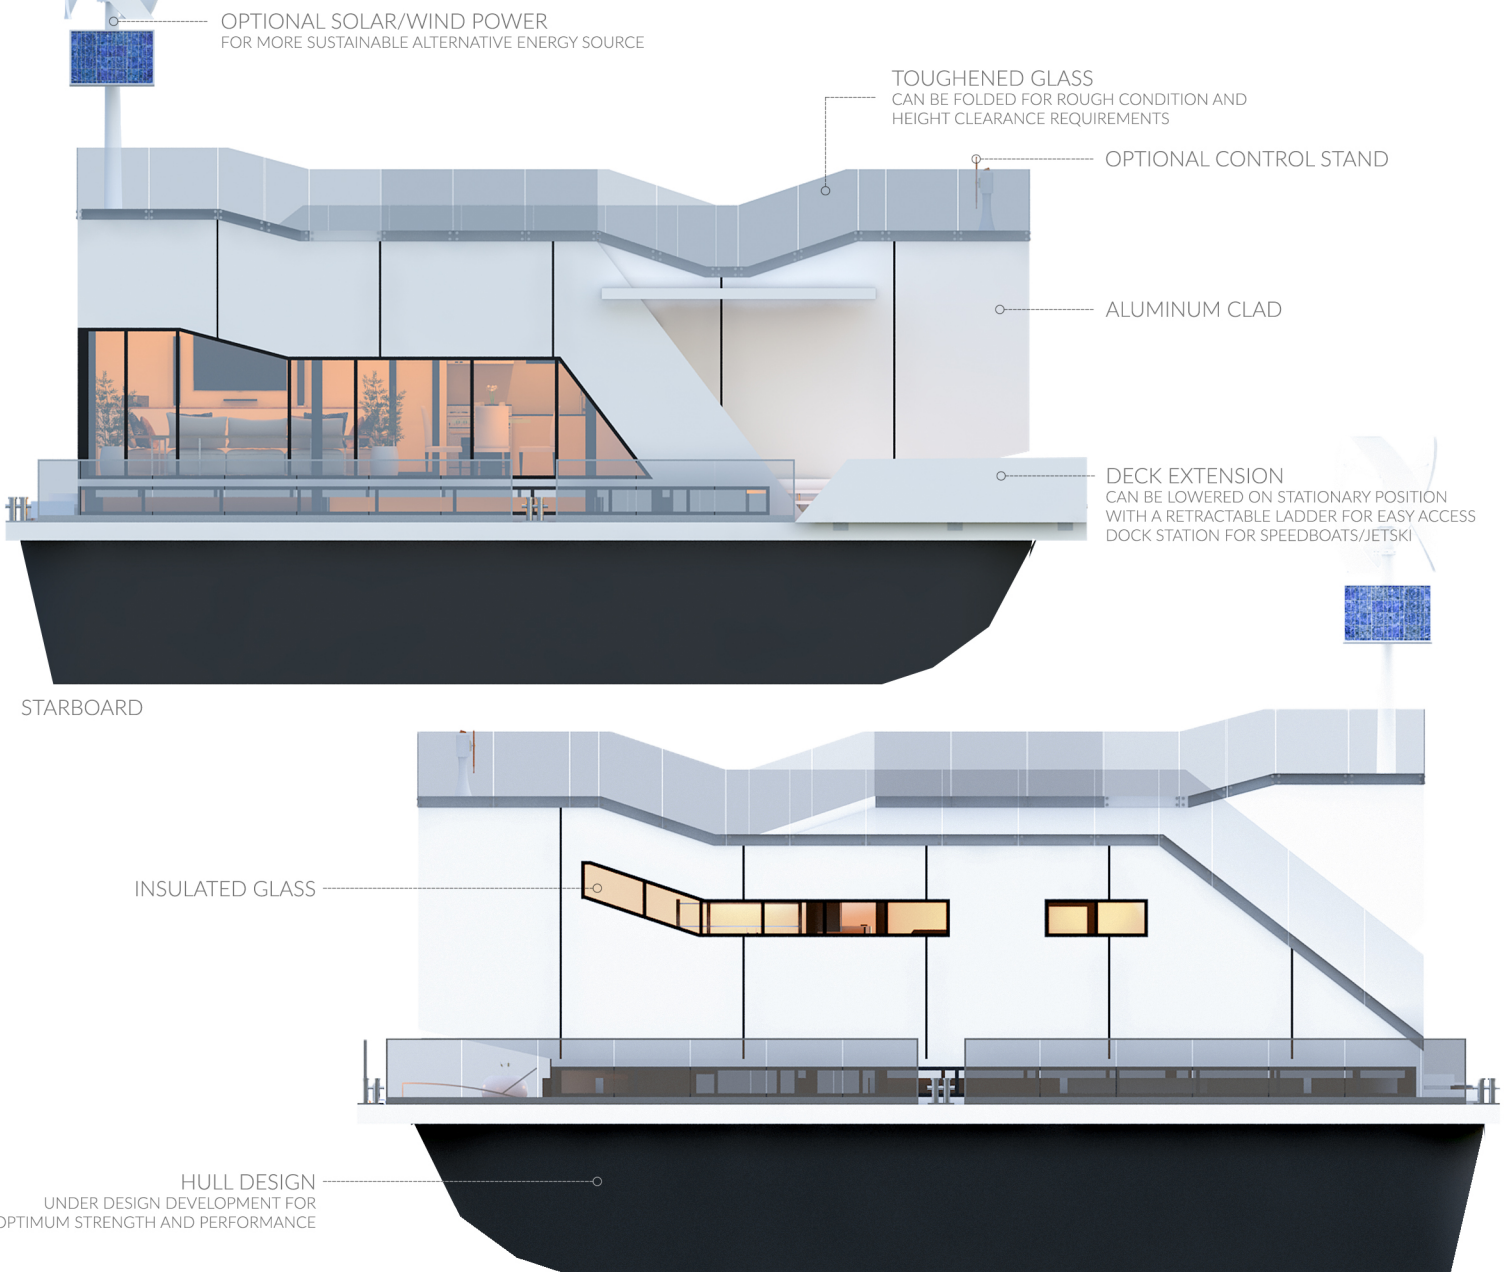 OPTIONAL SOLAR/WIND POWER
FOR MORE SUSTAINABLE ALTERNATIVE ENERGY SOURCE
TOUGHENED GLASS
CAN BE FOLDED FOR ROUGH CONDITION AND
HEIGHT CLEARANCE REQUIREMENTS
OPTIONAL CONTROL STAND
ALUMINUM CLAD
DECK EXTENSION
CAN BE LOWERED ON STATIONARY POSITION
WITH A RETRACTABLE LADDER FOR EASY ACCESS
DOCK STATION FOR SPEEDBOATS/JETSKI
STARBOARD
INSULATED GLASS
HULL DESIGN
UNDER DESIGN DEVELOPMENT FOR
OPTIMUM STRENGTH AND PERFORMANCE